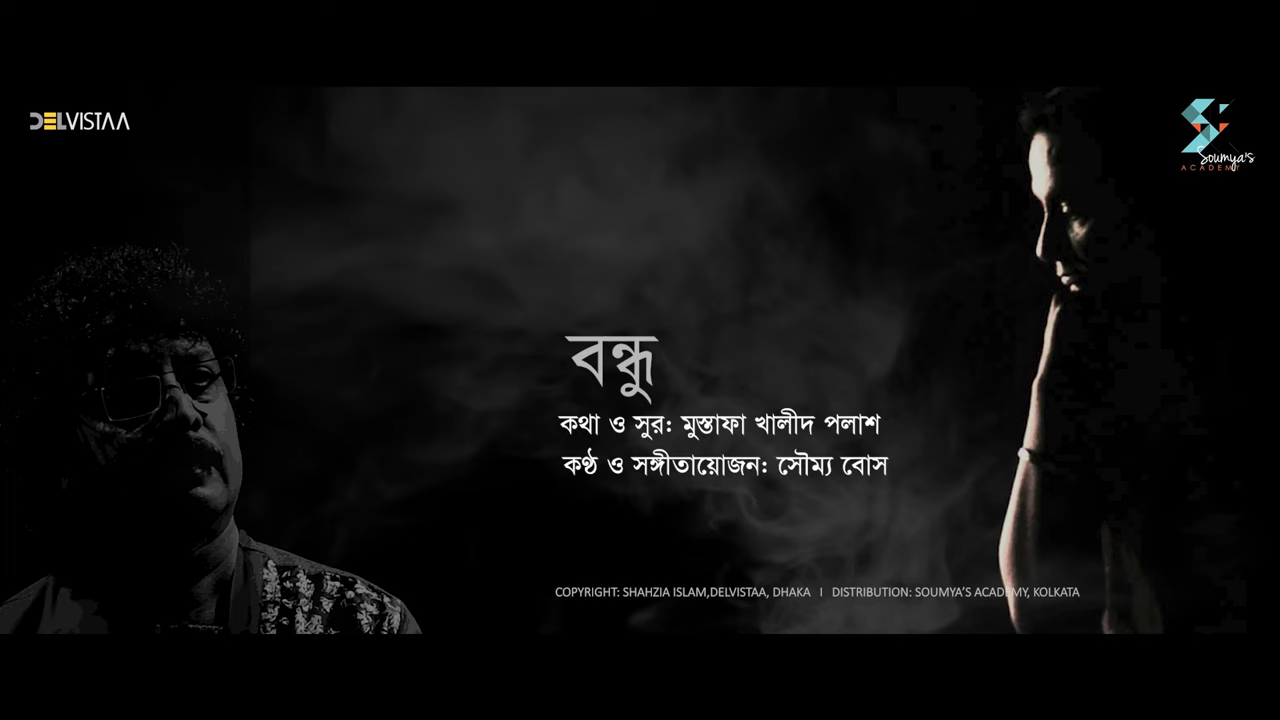 DELVISTAA
Soumya's
ACADEMY
বন্ধু
কথা ও সুর: মুস্তাফা খালীদ পলাশ
কণ্ঠ ও সঙ্গীতায়োজন: সৌম্য বোস
COPYRIGHT: SHAHZIA ISLAM,DELVISTAA, DHAKA I DISTRIBUTION: SOUMYA'S ACADEMY, KOLKATA